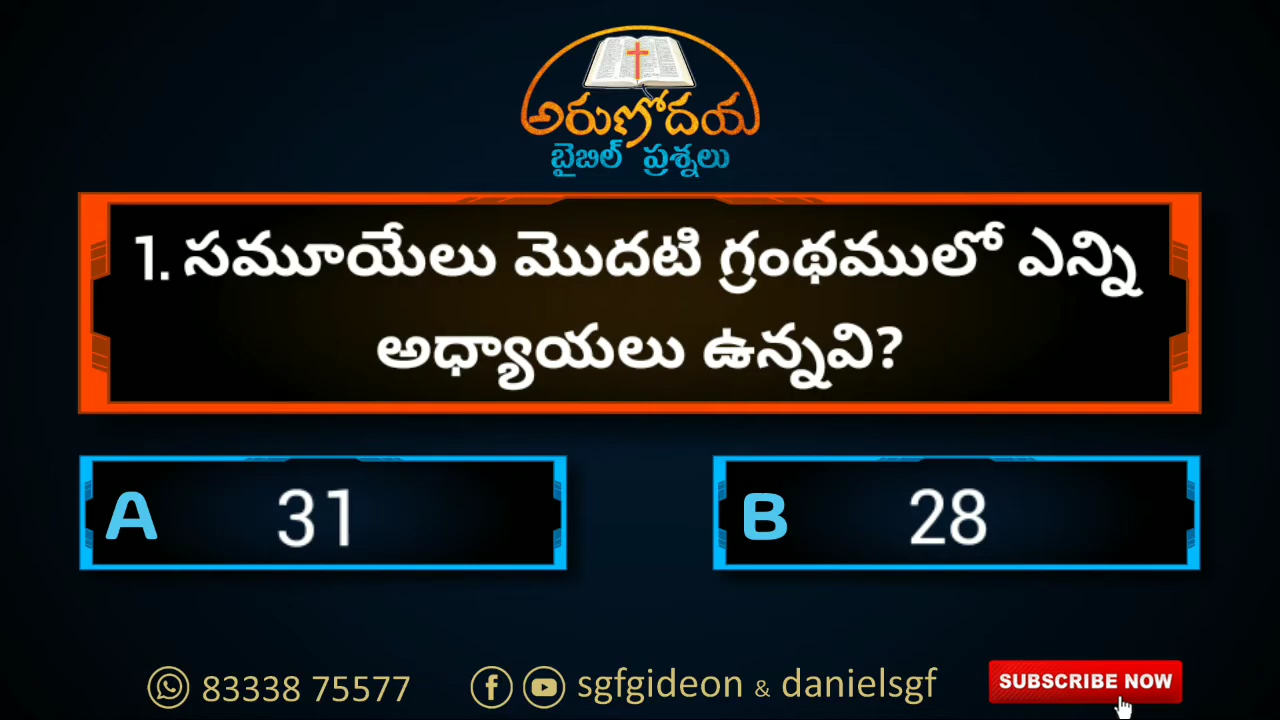 అరుణోదయ
బైబిల్ ప్రశ్నలు
1. సమూయేలు మొదటి గ్రంథములో ఎన్ని
అధ్యాయలు ఉన్నవి?
A 31
B 28
83338 75577 sgfgideon & danielsgf SUBSCRIBE NOW